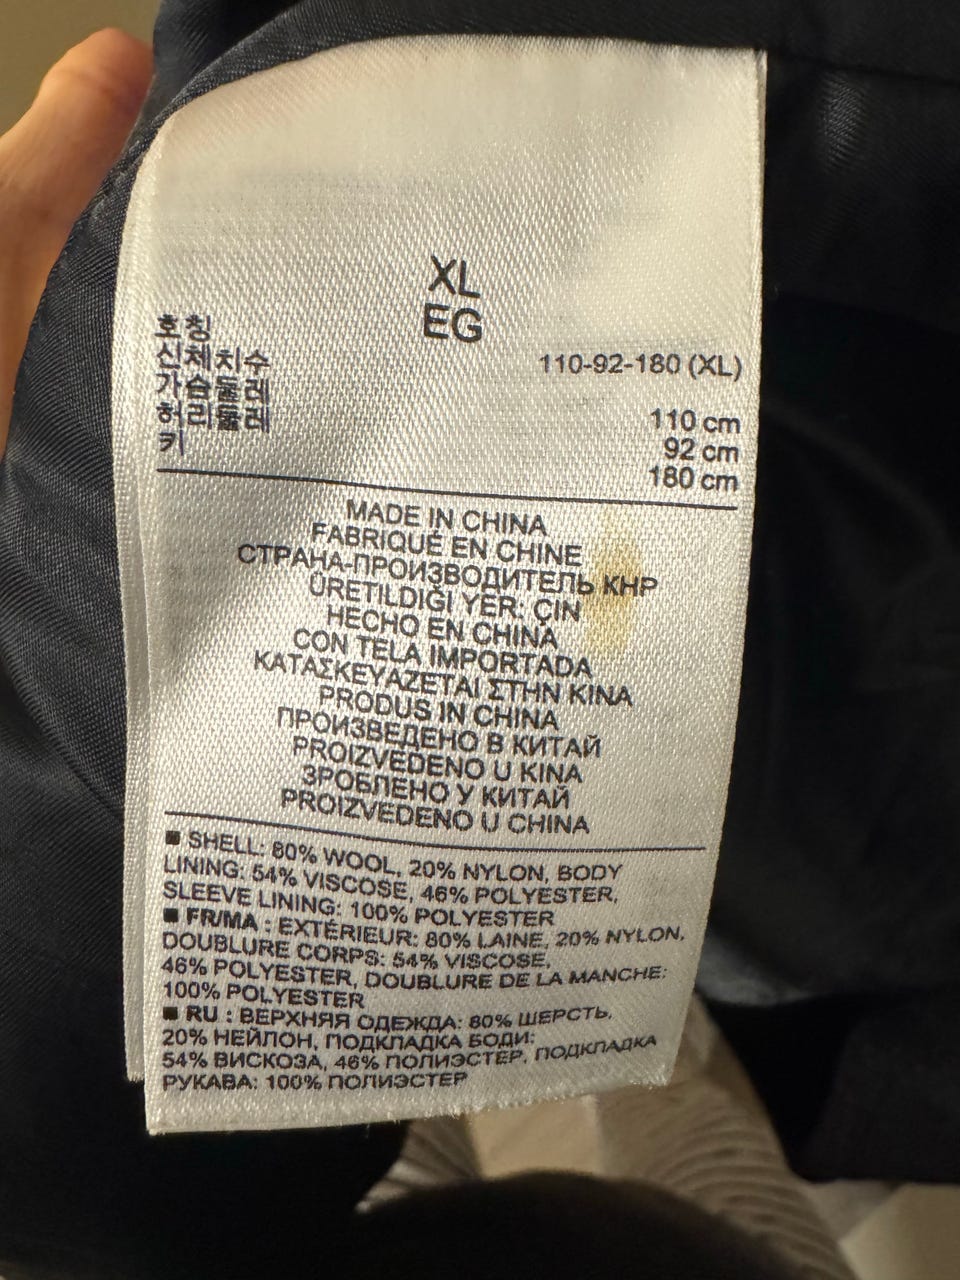 XL
EG
호칭
신체치수 110-92-180 (XL)
가슴둘레 110 cm
허리둘레 92 cm
키 180 cm
MADE IN CHINA
FABRIQUÉ EN CHINE
СТРАНА-ПРОИЗВОДИТЕЛЬ КНР
ÜRETILDIĞI YER: ÇIN
HECHO EN CHINA
CON TELA IMPORTADA
ΚΑΤΑΣΚΕΥΑΖΕΤΑΙ ΣΤΗΝ ΚΙΝΑ
PRODUS IN CHINA
ПРОИЗВЕДЕНО В КИТАЙ
PROIZVEDENO U KINA
ЗРОБЛЕНО У КИТАЙ
PROIZVEDENO U CHINA
■ SHELL: 80% WOOL, 20% NYLON, BODY
LINING: 54% VISCOSE, 46% POLYESTER,
SLEEVE LINING: 100% POLYESTER
■ FR/MA : EXTÉRIEUR: 80% LAINE, 20% NYLON,
DOUBLURE CORPS: 54% VISCOSE,
46% POLYESTER, DOUBLURE DE LA MANCHE:
100% POLYESTER
■ RU : ВЕРХНЯЯ ОДЕЖДА: 80% ШЕРСТЬ,
20% НЕЙЛОН, ПОДКЛАДКА БОДИ:
54% ВИСКОЗА, 46% ПОЛИЭСТЕР, ПОДКЛАДКА
РУКАВА: 100% ПОЛИЭСТЕР